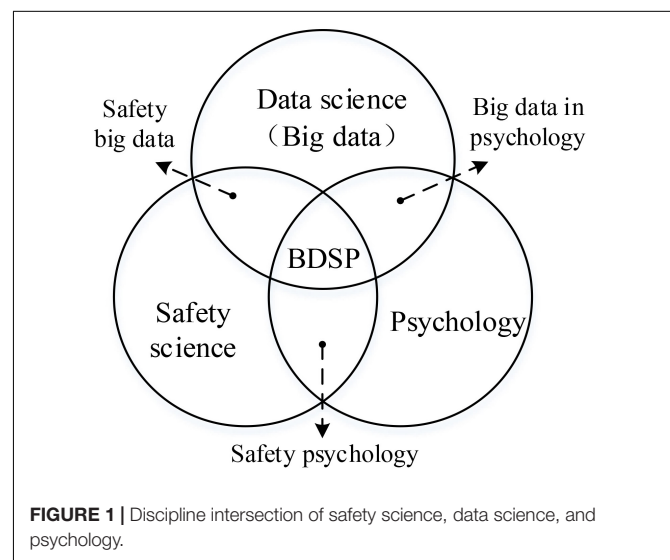 Data science
（Big data）
Safety
big data
Big data in
psychology
BDSP
Safety
science
Psychology
Safety psychology
FIGURE 1 | Discipline intersection of safety science, data science, and
psychology.